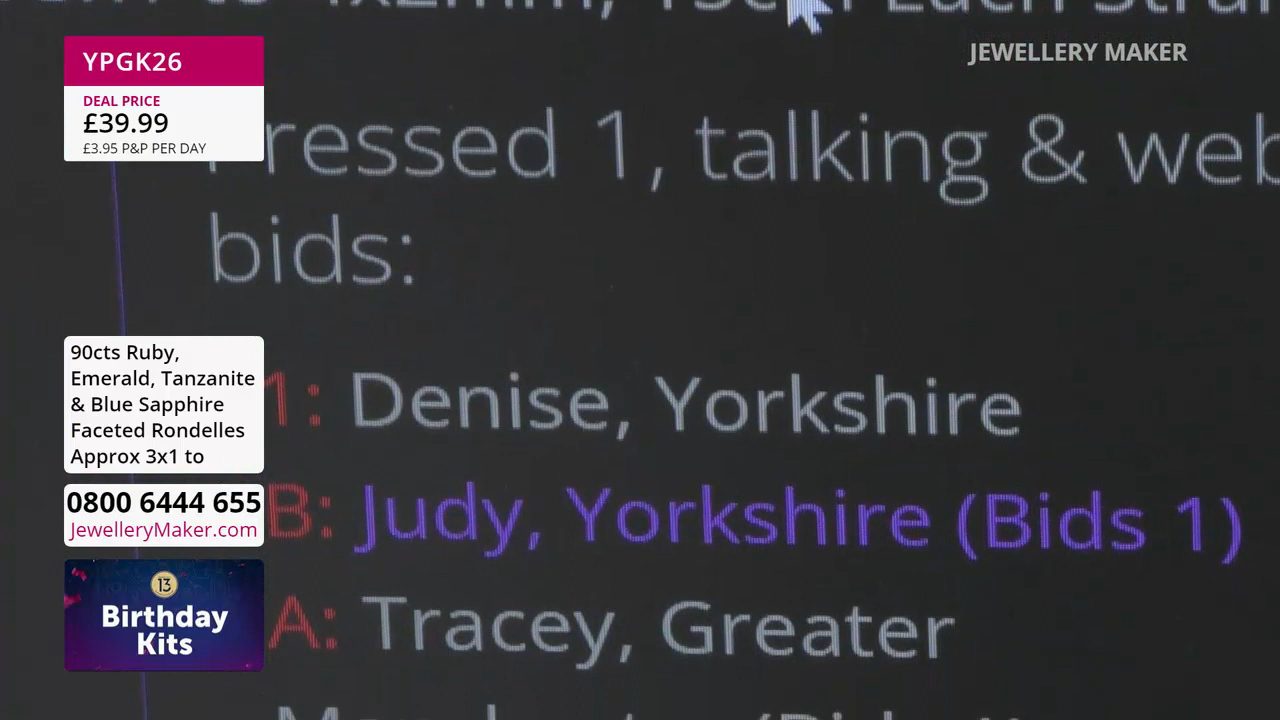 JEWELLERY MAKER
YPGK26
DEAL PRICE
£39.99
£3.95 P&P PER DAY
ressed 1, talking & web
bids:
90cts Ruby,
Emerald, Tanzanite
& Blue Sapphire
Faceted Rondelles
Approx 3x1 to
0800 6444 655
JewelleryMaker.com
13
Birthday
Kits
1: Denise, Yorkshire
B: Judy, Yorkshire (Bids 1)
A: Tracey, Greater